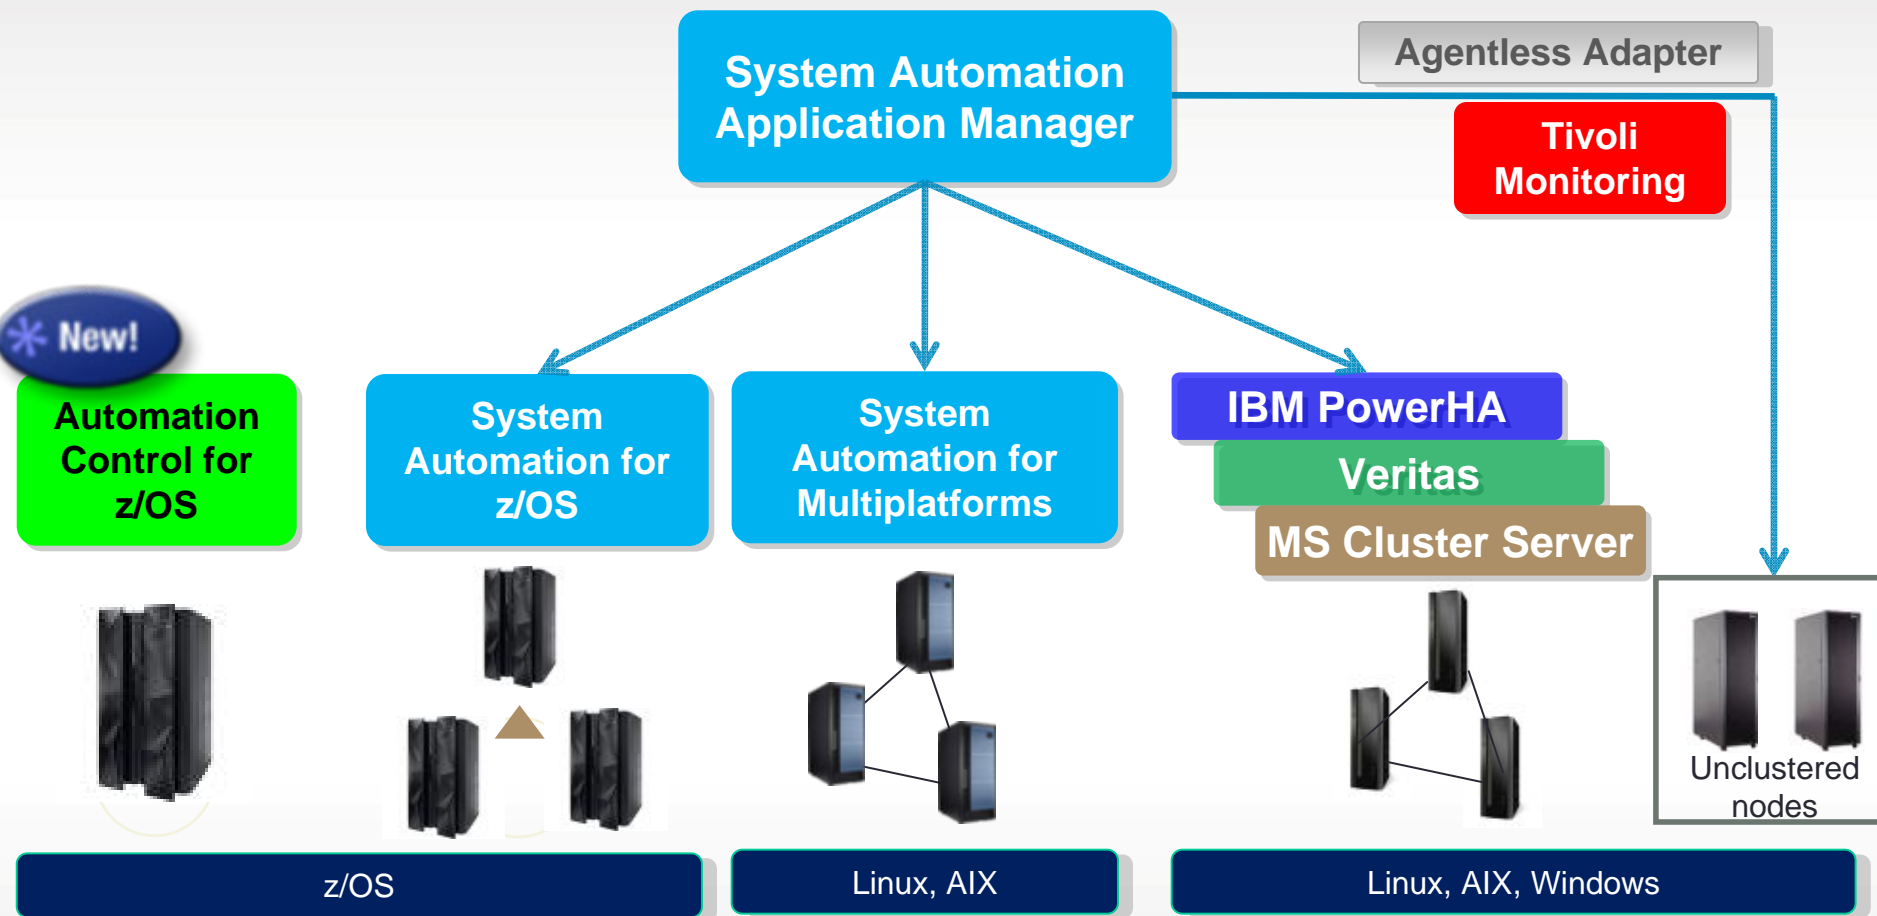 System Automation
Application Manager
Agentless Adapter
Tivoli
Monitoring
New!
Automation
Control for
z/OS
System
Automation for
z/OS
System
Automation for
Multiplatforms
IBM PowerHA
Veritas
MS Cluster Server
Unclustered
nodes
z/OS
Linux, AIX
Linux, AIX, Windows